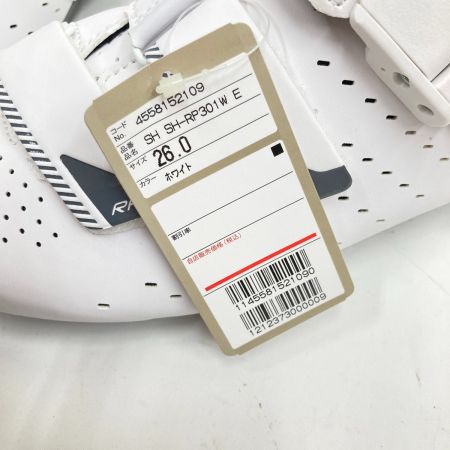 コード No. 4558152109
品番 品名 SH SH-RP301W E
サイズ 26.0
カラー ホワイト
割引率
自店販売価格(税込)
1145581521090
1212373000009